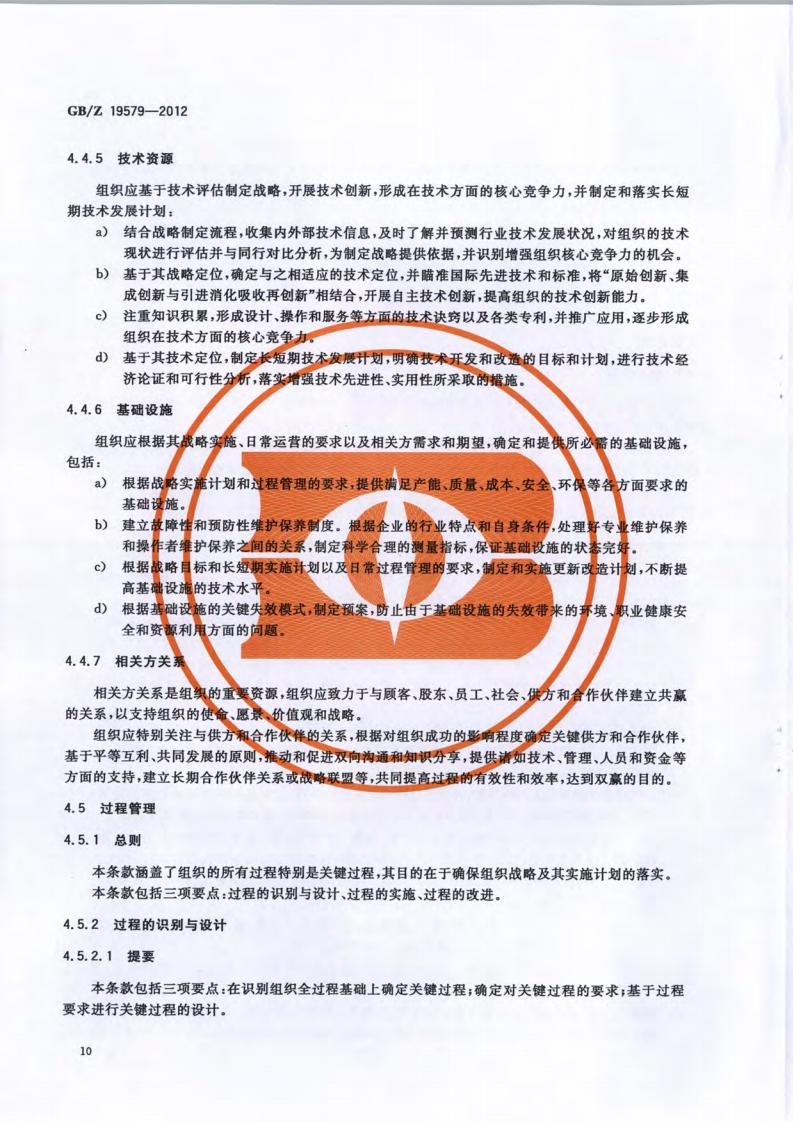 GB/Z 19579—2012
4.4.5 技术资源
组织应基于技术评估制定战略,开展技术创新,形成在技术方面的核心竞争力,并制定和落实长短
期技术发展计划:
a) 结合战略制定流程,收集内外部技术信息,及时了解并预测行业技术发展状况,对组织的技术
现状进行评估并与同行对比分析,为制定战略提供依据,并识别增强组织核心竞争力的机会。
b) 基于其战略定位,确定与之相适应的技术定位,并瞄准国际先进技术和标准,将“原始创新、集
成创新与引进消化吸收再创新”相结合,开展自主技术创新,提高组织的技术创新能力。
c) 注重知识积累,形成设计、操作和服务等方面的技术诀窍以及各类专利,并推广应用,逐步形成
组织在技术方面的核心竞争力。
d) 基于其技术定位,制定长短期技术发展计划,明确技术开发和改造的目标和计划,进行技术经
济论证和可行性分析,落实增强技术先进性、实用性所采取的措施。
4.4.6 基础设施
组织应根据其战略实施、日常运营的要求以及相关方需求和期望,确定和提供所必需的基础设施,
包括:
a) 根据战略实施计划和过程管理的要求,提供满足产能、质量、成本、安全、环保等各方面要求的
基础设施。
b) 建立故障性和预防性维护保养制度。根据企业的行业特点和自身条件,处理好专业维护保养
和操作者维护保养之间的关系,制定科学合理的测量指标,保证基础设施的状态完好。
c) 根据战略目标和长短期实施计划以及日常过程管理的要求,制定和实施更新改造计划,不断提
高基础设施的技术水平。
d) 根据基础设施的关键失效模式,制定预案,防止由于基础设施的失效带来的环境、职业健康安
全和资源利用方面的问题。
4.4.7 相关方关系
相关方关系是组织的重要资源,组织应致力于与顾客、股东、员工、社会、供方和合作伙伴建立共赢
的关系,以支持组织的使命、愿景、价值观和战略。
组织应特别关注与供方和合作伙伴的关系,根据对组织成功的影响程度确定关键供方和合作伙伴,
基于平等互利、共同发展的原则,推动和促进双向沟通和知识分享,提供诸如技术、管理、人员和资金等
方面的支持,建立长期合作伙伴关系或战略联盟等,共同提高过程的有效性和效率,达到双赢的目的。
4.5 过程管理
4.5.1 总则
本条款涵盖了组织的所有过程特别是关键过程,其目的在于确保组织战略及其实施计划的落实。
本条款包括三项要点:过程的识别与设计、过程的实施、过程的改进。
4.5.2 过程的识别与设计
4.5.2.1 提要
本条款包括三项要点:在识别组织全过程基础上确定关键过程;确定对关键过程的要求;基于过程
要求进行关键过程的设计。
10